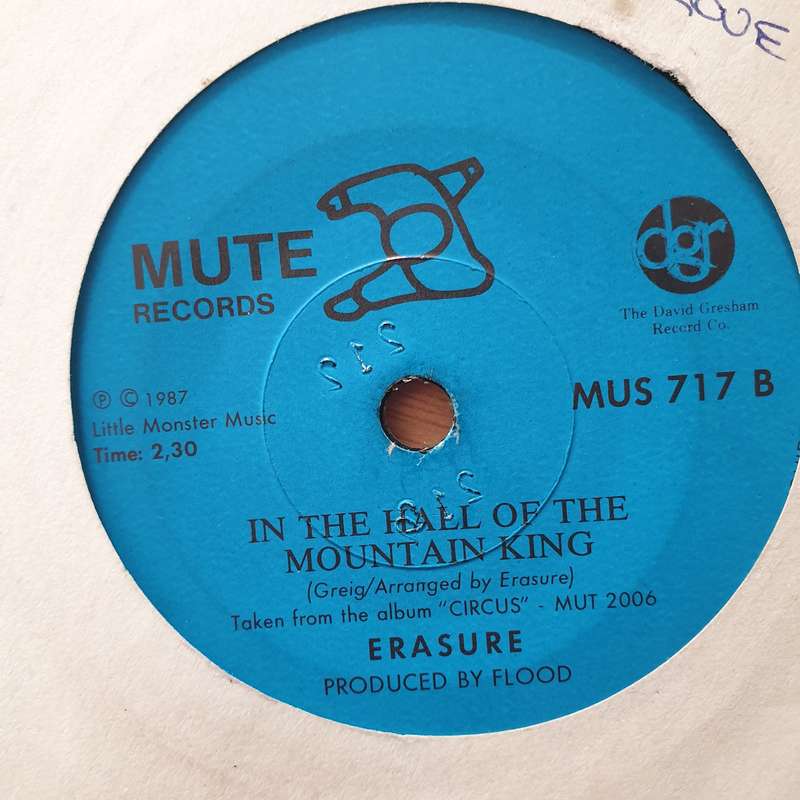 MUTE
RECORDS
dgr
The David Gresham
Record Co.
MUS 717 B
℗ © 1987
Little Monster Music
Time: 2,30
212
212
IN THE HALL OF THE
MOUNTAIN KING
(Greig/Arranged by Erasure)
Taken from the album "CIRCUS" - MUT 2006
ERASURE
PRODUCED BY FLOOD